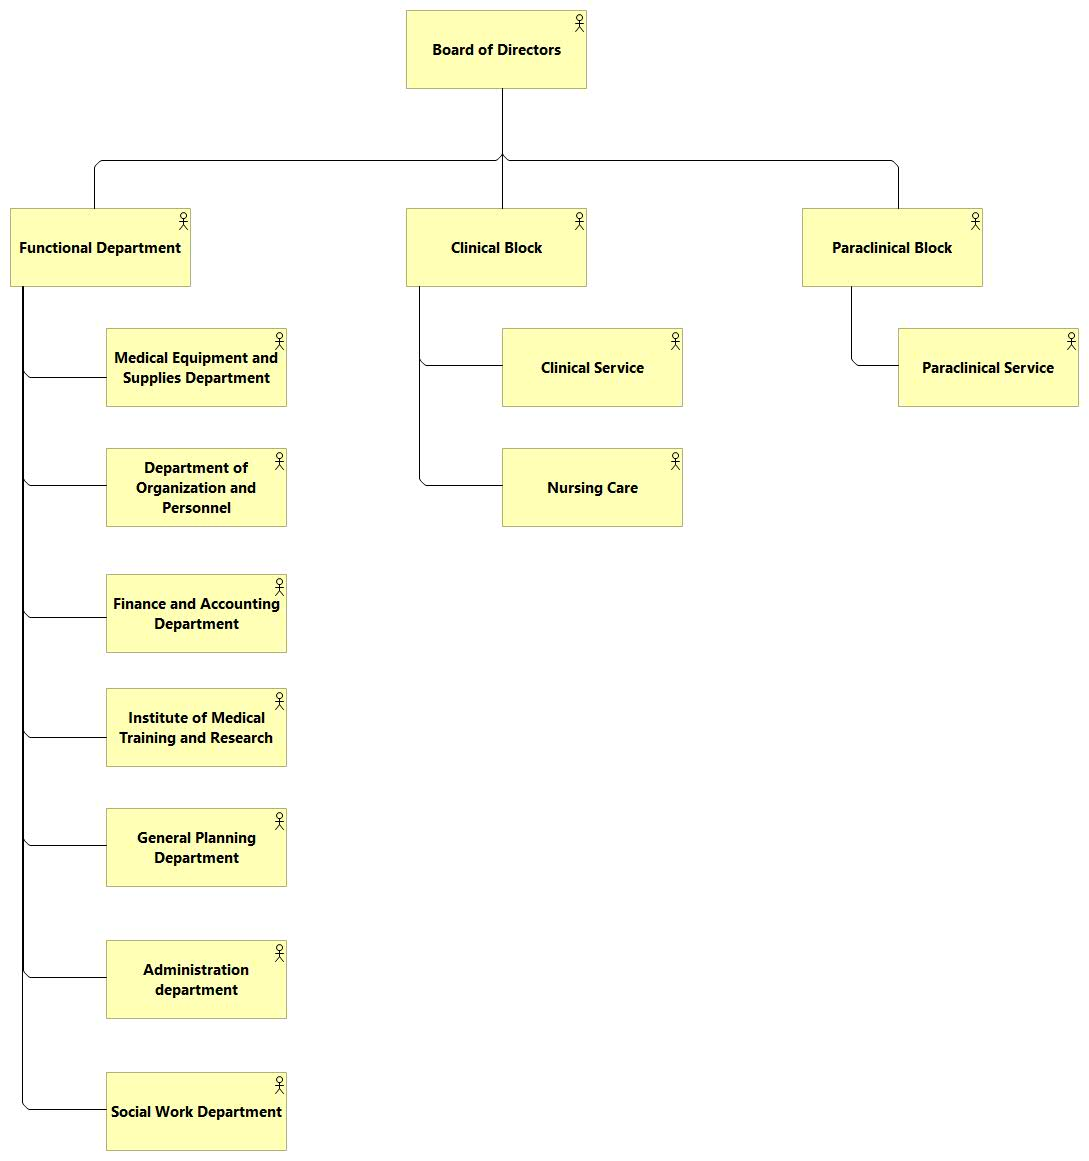 Board of Directors
Functional Department
Clinical Block
Paraclinical Block
Medical Equipment and
Supplies Department
Clinical Service
Paraclinical Service
Department of
Organization and
Personnel
Nursing Care
Finance and Accounting
Department
Institute of Medical
Training and Research
General Planning
Department
Administration
department
Social Work Department